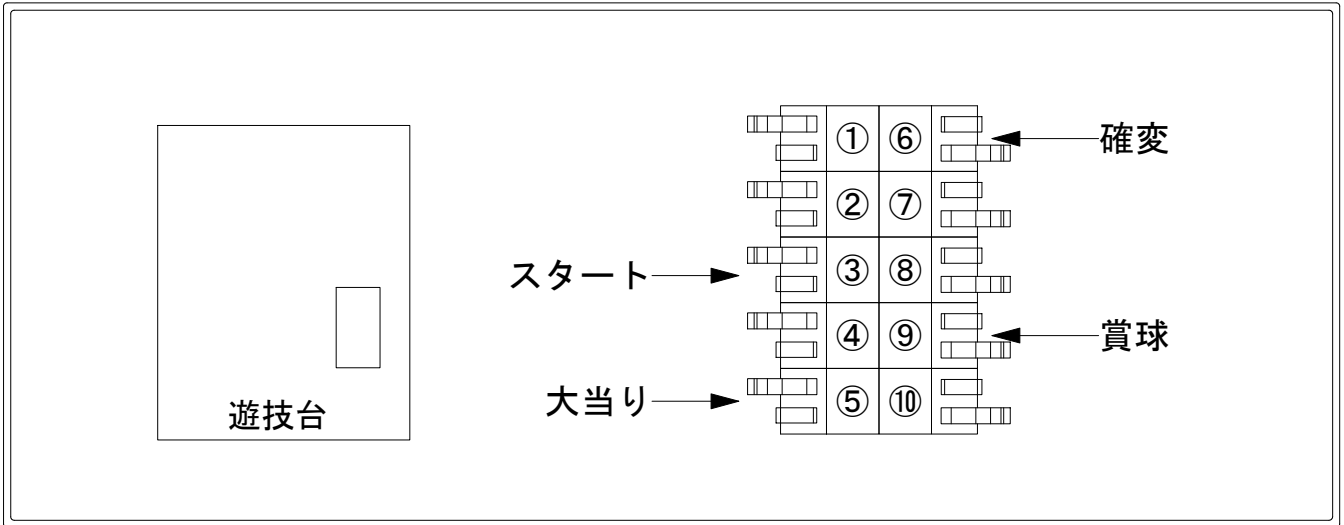 ① ⑥ 確変
② ⑦
スタート ③ ⑧
④ ⑨ 賞球
大当り ⑤ ⑩
遊技台